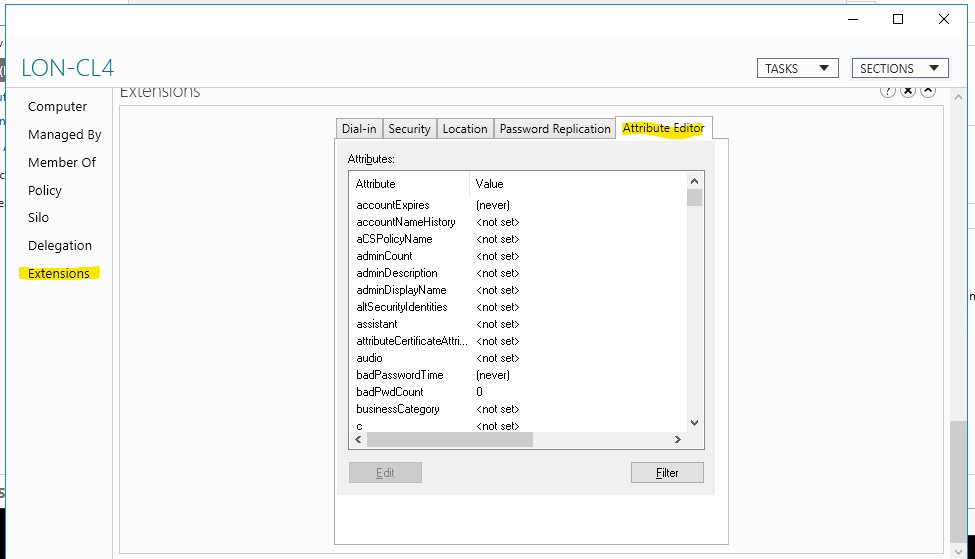 LON-CL4
TASKS
SECTIONS
Computer
Managed By
Member Of
Policy
Silo
Delegation
Extensions
Extensions
?
Dial-in Security Location Password Replication Attribute Editor
Attributes:
Attribute Value
accountExpires (never)
accountNameHistory <not set>
aCSPolicyName <not set>
adminCount <not set>
adminDescription <not set>
adminDisplayName <not set>
altSecurityIdentities <not set>
assistant <not set>
attributeCertificateAttri... <not set>
audio <not set>
badPasswordTime (never)
badPwdCount 0
businessCategory <not set>
c <not set>
Edit
Filter